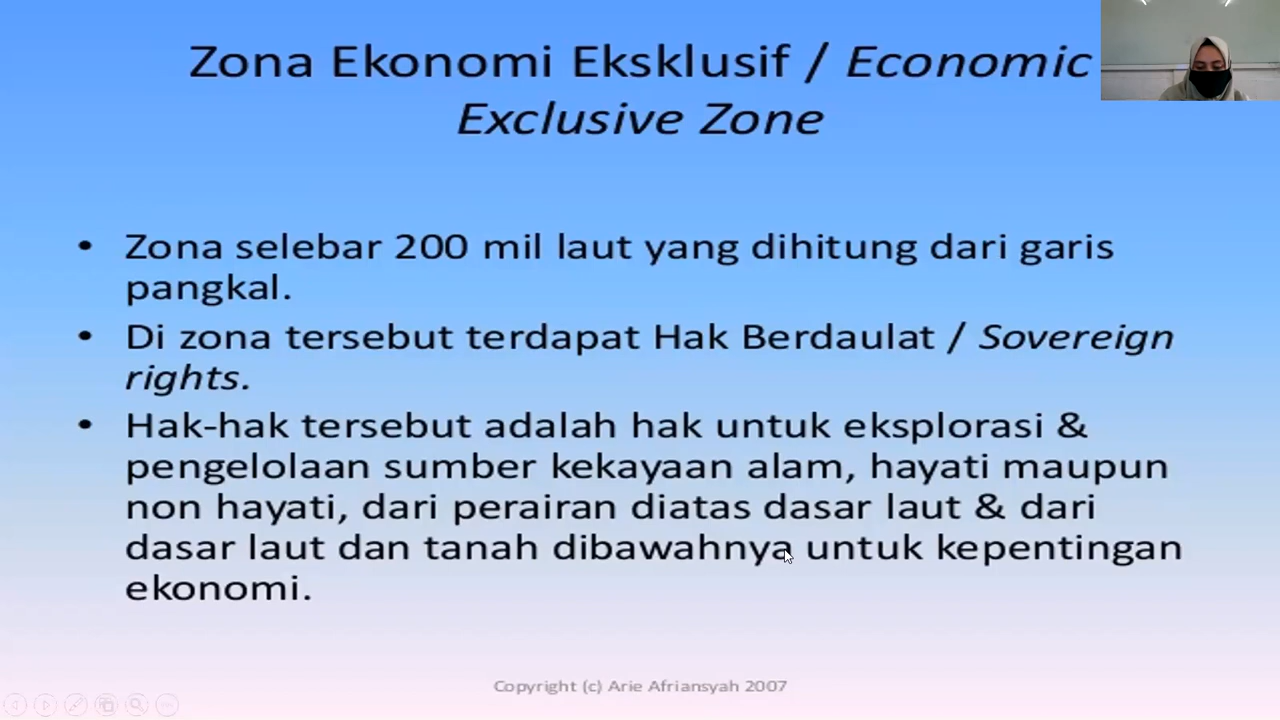 Zona Ekonomi Eksklusif / Economic
Exclusive Zone
• Zona selebar 200 mil laut yang dihitung dari garis
pangkal.
• Di zona tersebut terdapat Hak Berdaulat / Sovereign
rights.
• Hak-hak tersebut adalah hak untuk eksplorasi &
pengelolaan sumber kekayaan alam, hayati maupun
non hayati, dari perairan diatas dasar laut & dari
dasar laut dan tanah dibawahnya untuk kepentingan
ekonomi.
Copyright (c) Arie Afriansyah 2007